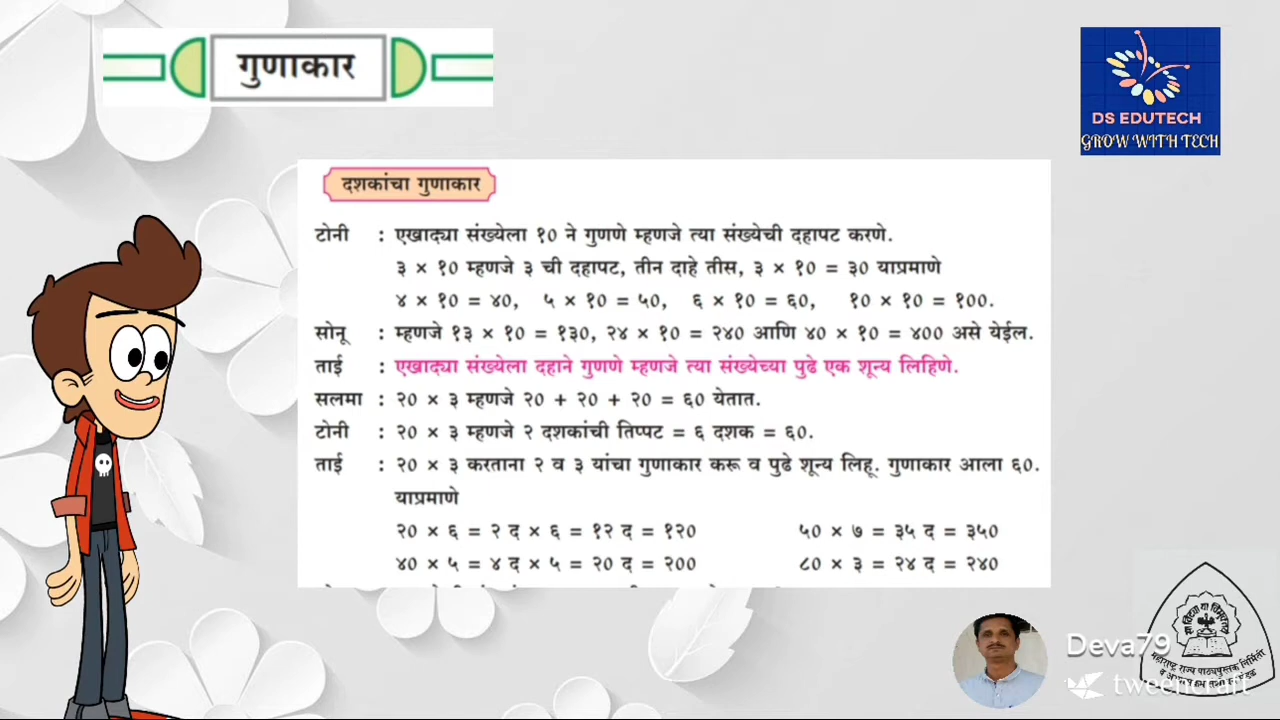 गुणाकार
DS EDUTECH
GROW WITH TECH
दशकांचा गुणाकार
टोनी : एखाद्या संख्येला १० ने गुणणे म्हणजे त्या संख्येची दहापट करणे.
३ × १० म्हणजे ३ ची दहापट, तीन दाहे तीस, ३ × १० = ३० याप्रमाणे
४ × १० = ४०, ५ × १० = ५०, ६ × १० = ६०, १० × १० = १००.
सोनू : म्हणजे १३ × १० = १३०, २४ × १० = २४० आणि ४० × १० = ४०० असे येईल.
ताई : एखाद्या संख्येला दहाने गुणणे म्हणजे त्या संख्येच्या पुढे एक शून्य लिहिणे.
सलमा : २० × ३ म्हणजे २० + २० + २० = ६० येतात.
टोनी : २० × ३ म्हणजे २ दशकांची तिप्पट = ६ दशक = ६०.
ताई : २० × ३ करताना २ व ३ यांचा गुणाकार करू व पुढे शून्य लिहू. गुणाकार आला ६०.
याप्रमाणे
२० × ६ = २ द × ६ = १२ द = १२० ५० × ७ = ३५ द = ३५०
४० × ५ = ४ द × ५ = २० द = २०० ८० × ३ = २४ द = २४०
Deva79
tweencraft
महाराष्ट्र राज्य पाठ्यपुस्तक निर्मिती